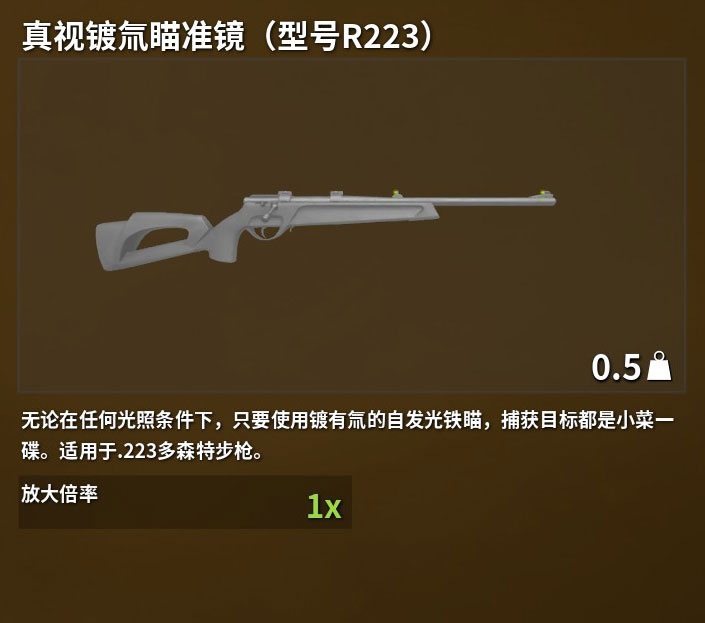 真视镀氚瞄准镜（型号R223）
0.5
无论在任何光照条件下，只要使用镀有氚的自发光铁瞄，捕获目标都是小菜一
碟。适用于.223多森特步枪。
放大倍率
1x